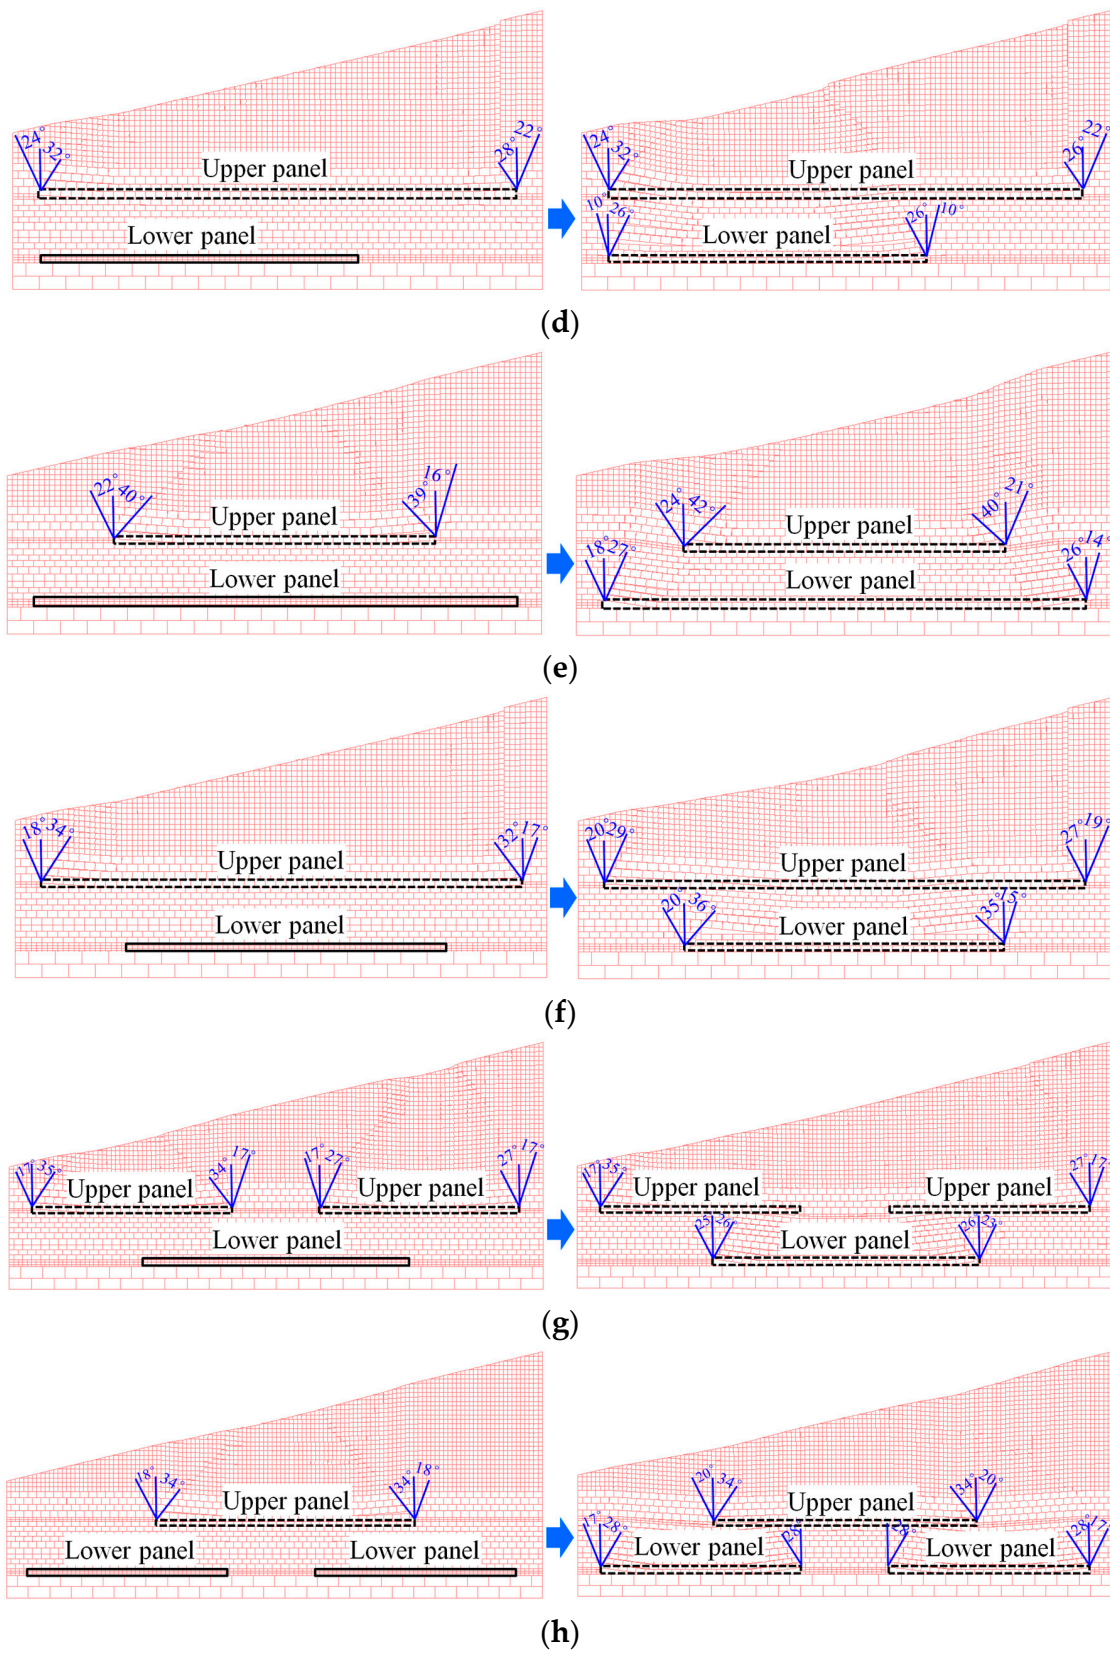 24° 32° 28° 22°
Upper panel
Lower panel
24° 32° 26° 22°
Upper panel
10° 26° 26° 10°
Lower panel
(d)
22° 40° 39° 16°
Upper panel
Lower panel
24° 42° 40° 21°
Upper panel
18° 27° 26° 14°
Lower panel
(e)
18° 34° 32° 17°
Upper panel
Lower panel
20° 29° 27° 19°
Upper panel
20° 36° 35° 15°
Lower panel
(f)
17° 35° 34° 17° 17° 27° 27° 17°
Upper panel Upper panel
Lower panel
17° 35° 27° 17°
Upper panel Upper panel
25° 26° 26° 23°
Lower panel
(g)
18° 34° 34° 18°
Upper panel
Lower panel Lower panel
20° 34° 34° 20°
Upper panel
17° 28° 28° 28° 17°
Lower panel Lower panel
(h)